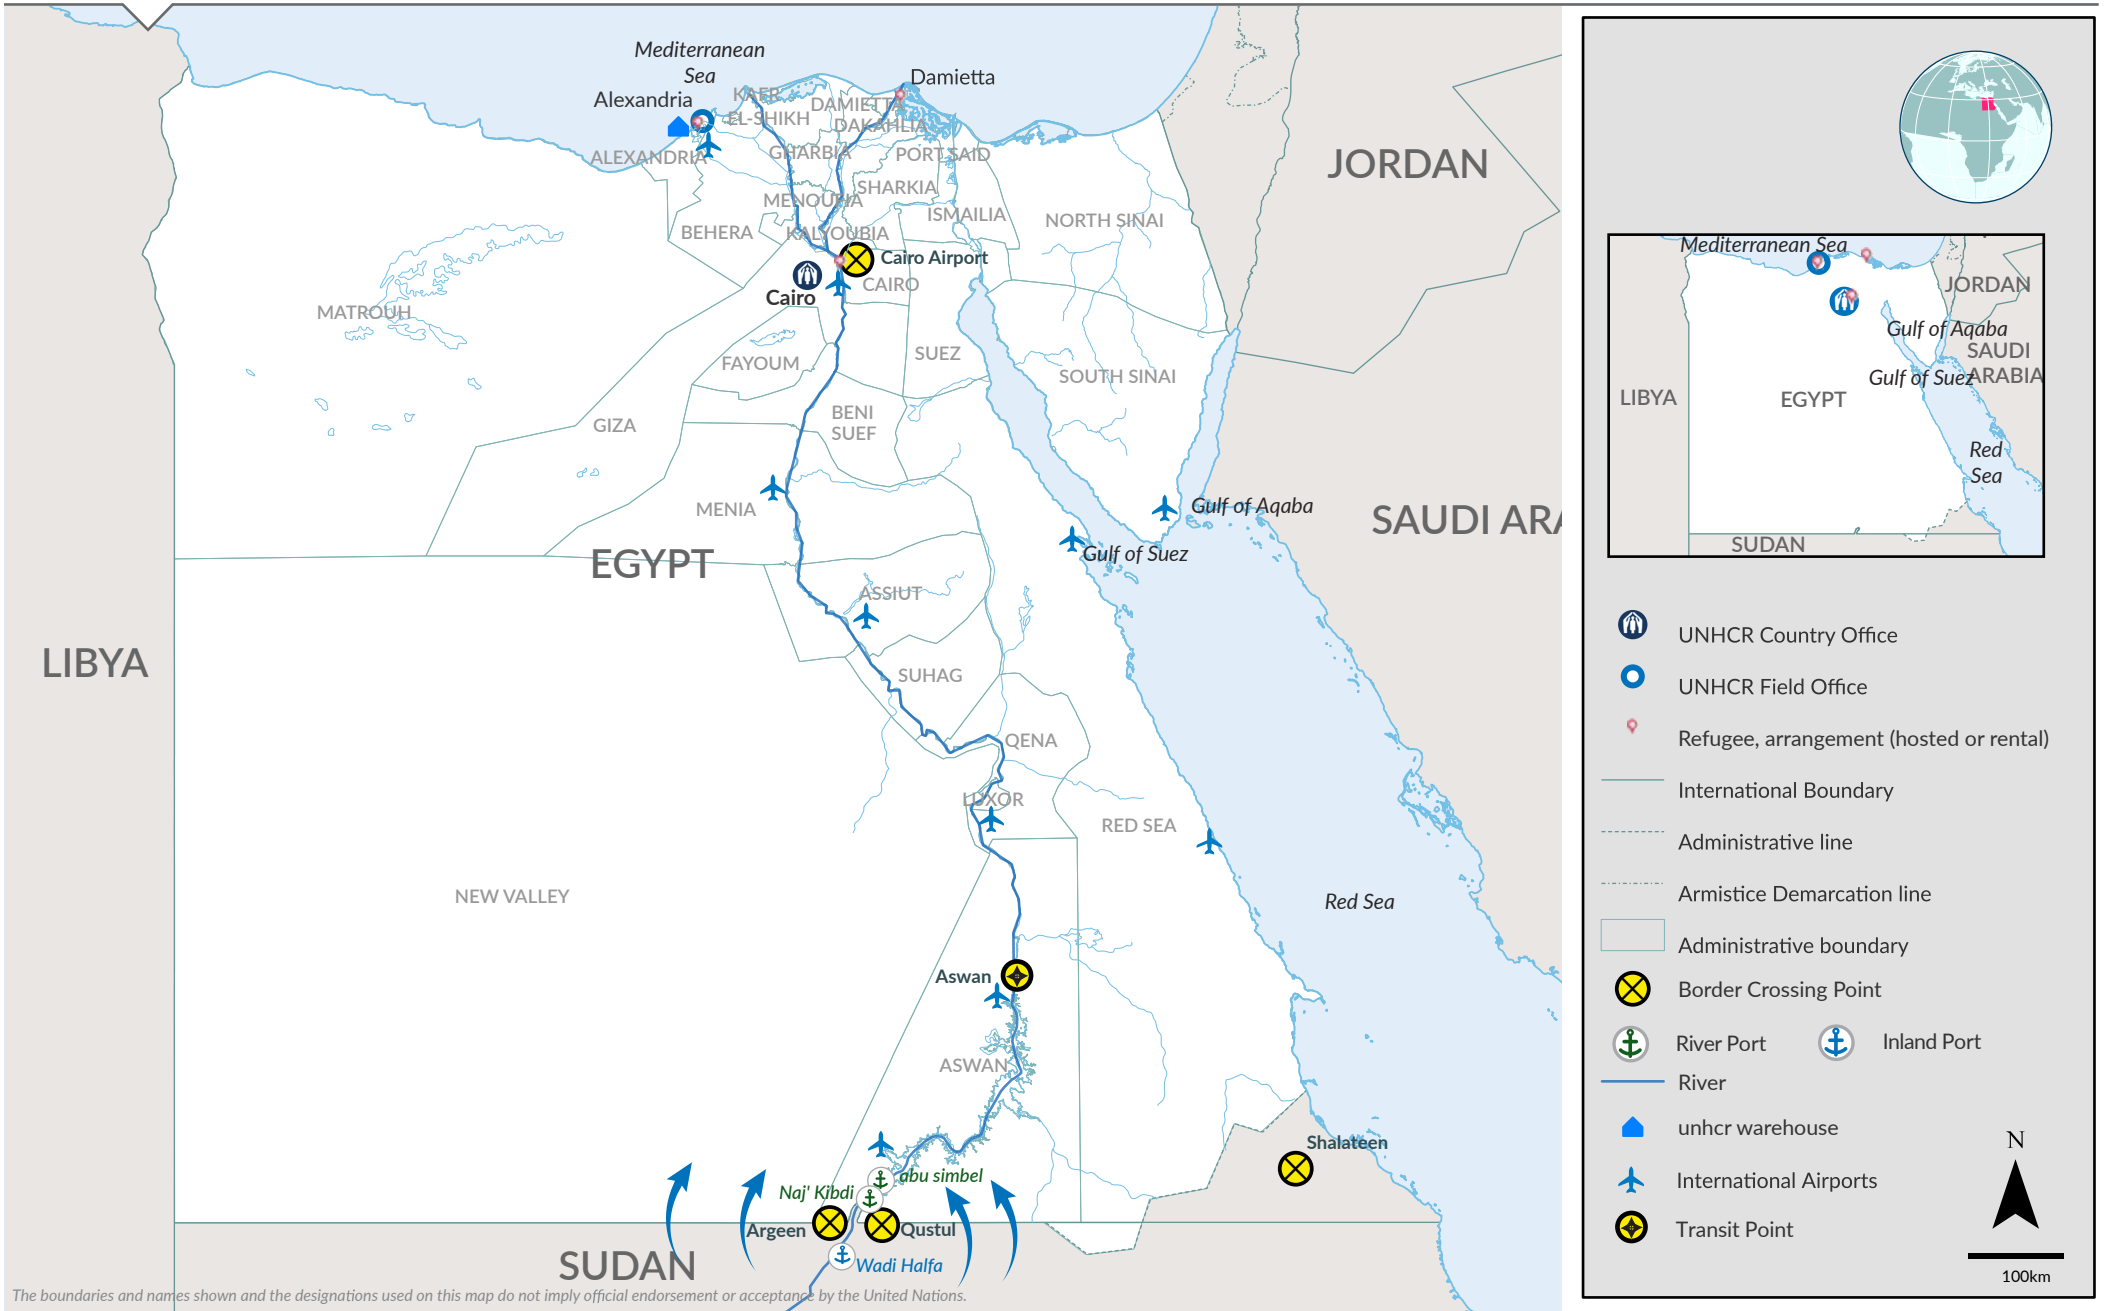 Mediterranean
Sea
Damietta
Alexandria
KAFR
EL-SHIKH
DAMIETTA
DAKAHLIA
ALEXANDRIA
GHARBIA
PORT SAID
SHARKIA
MENOUFIA
ISMAILIA
NORTH SINAI
BEHERA
KALYOUBIA
Cairo Airport
CAIRO
Cairo
MATROUH
FAYOUM
SUEZ
SOUTH SINAI
GIZA
BENI
SUEF
MENIA
Gulf of Aqaba
Gulf of Suez
JORDAN
SAUDI ARA
EGYPT
ASSIUT
LIBYA
SUHAG
QENA
LUXOR
RED SEA
NEW VALLEY
Red Sea
Aswan
ASWAN
Shalateen
abu simbel
Naj' Kibdi
Argeen
Qustul
SUDAN
Wadi Halfa
The boundaries and names shown and the designations used on this map do not imply official endorsement or acceptance by the United Nations.
Mediterranean Sea
JORDAN
Gulf of Aqaba
SAUDI
ARABIA
Gulf of Suez
LIBYA
EGYPT
Red
Sea
SUDAN
UNHCR Country Office
UNHCR Field Office
Refugee, arrangement (hosted or rental)
International Boundary
Administrative line
Armistice Demarcation line
Administrative boundary
Border Crossing Point
River Port
Inland Port
River
unhcr warehouse
International Airports
Transit Point
N
100km